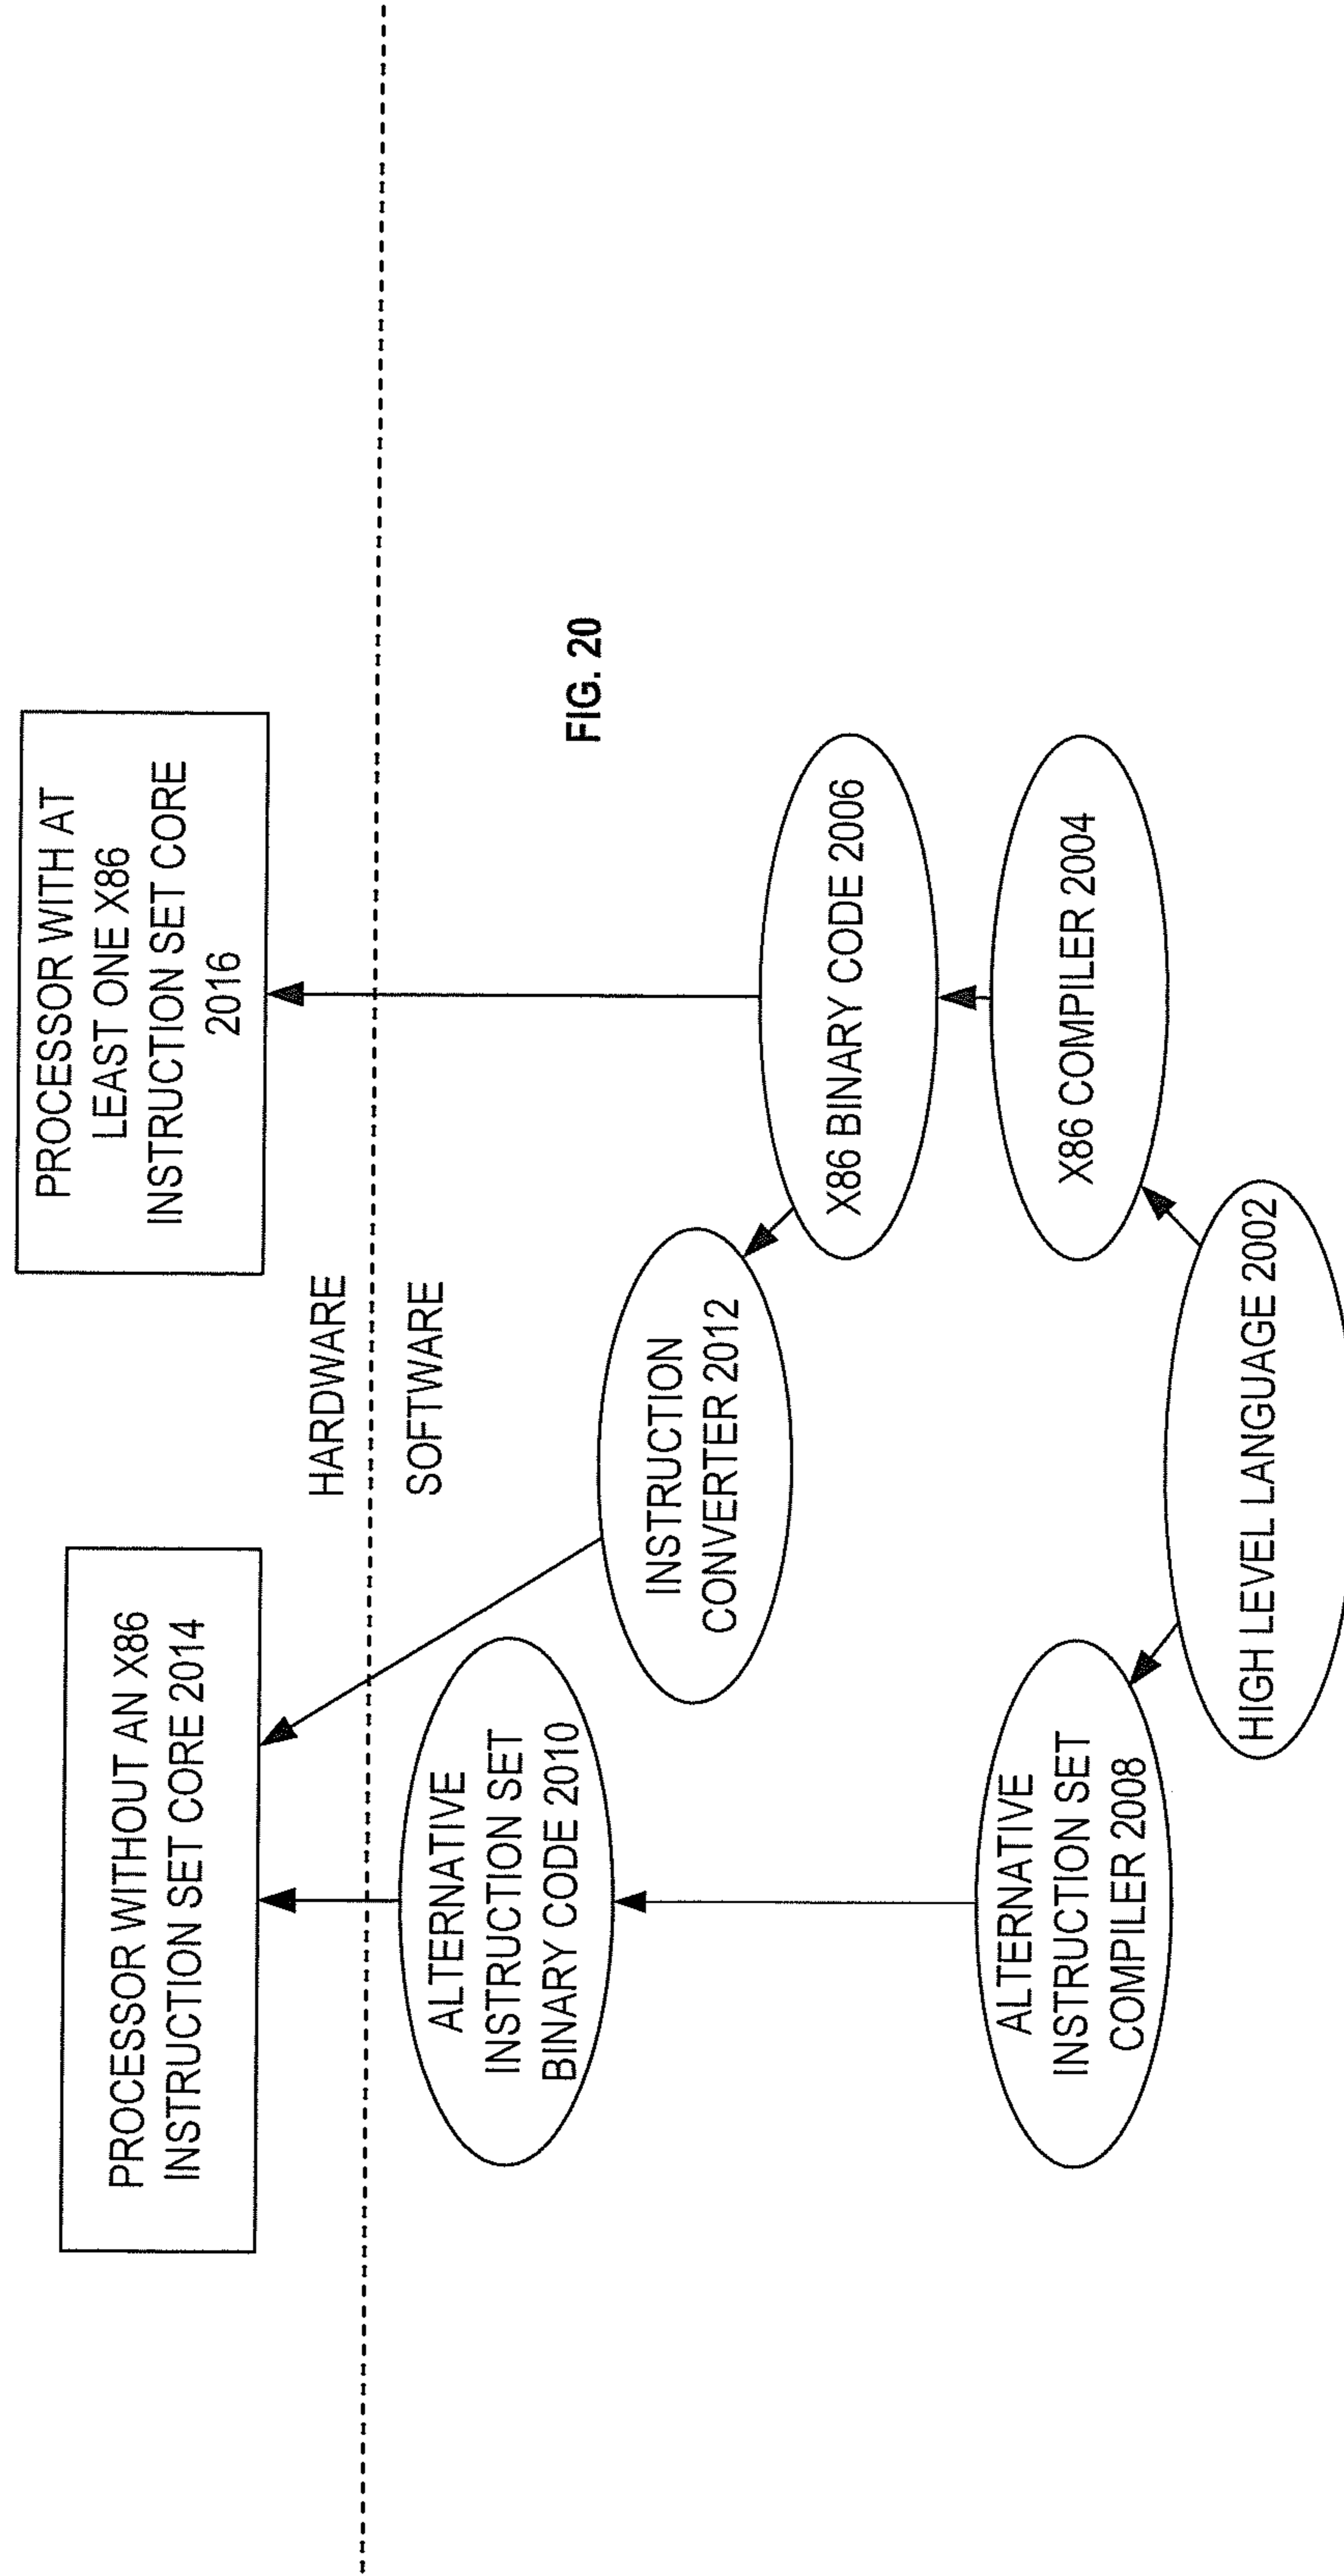 PROCESSOR WITHOUT AN X86
INSTRUCTION SET CORE 2014
PROCESSOR WITH AT
LEAST ONE X86
INSTRUCTION SET CORE
2016
HARDWARE
SOFTWARE
ALTERNATIVE
INSTRUCTION SET
BINARY CODE 2010
INSTRUCTION
CONVERTER 2012
FIG. 20
X86 BINARY CODE 2006
ALTERNATIVE
INSTRUCTION SET
COMPILER 2008
X86 COMPILER 2004
HIGH LEVEL LANGUAGE 2002